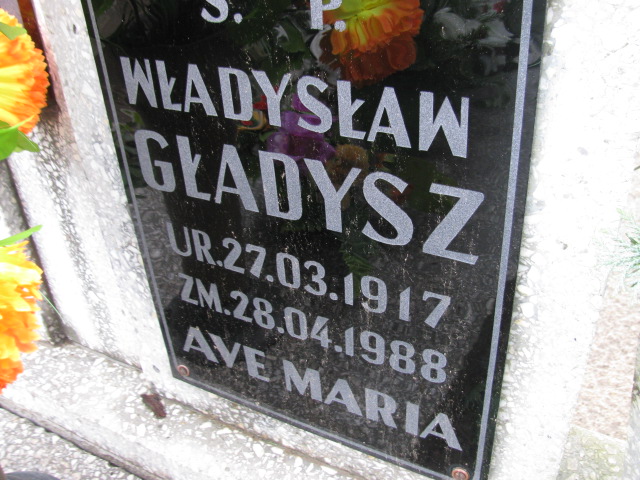 S. P.
WŁADYSŁAW
GŁADYSZ
UR.27.03.1917
ZM.28.04.1988
AVE MARIA